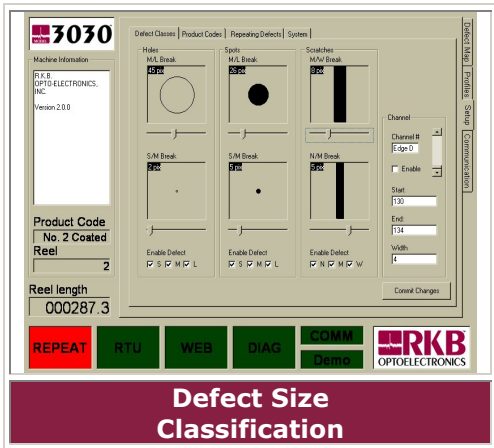 3030
Machine Information
R.K.B.
OPTO-ELECTRONICS,
INC.
Version 2.0.0
Product Code
No. 2 Coated
Reel
2
Reel length
000287.3
Defect Classes
Product Codes
Repeating Defects
System
Holes
M/L Break
45 pix
S/M Break
2 pix
Enable Defect
S M L
Spots
M/L Break
26 pix
S/M Break
5 pix
Enable Defect
S M L
Scratches
M/W Break
8 pix
N/M Break
5 pix
Enable Defect
N M W
Channel
Channel #
Edge D
Enable
Start
130
End
134
Width
4
Commit Changes
Defect Map
Profiles
Setup
Communication
REPEAT
RTU
WEB
DIAG
COMM
Demo
RKB
OPTOELECTRONICS
Defect Size
Classification